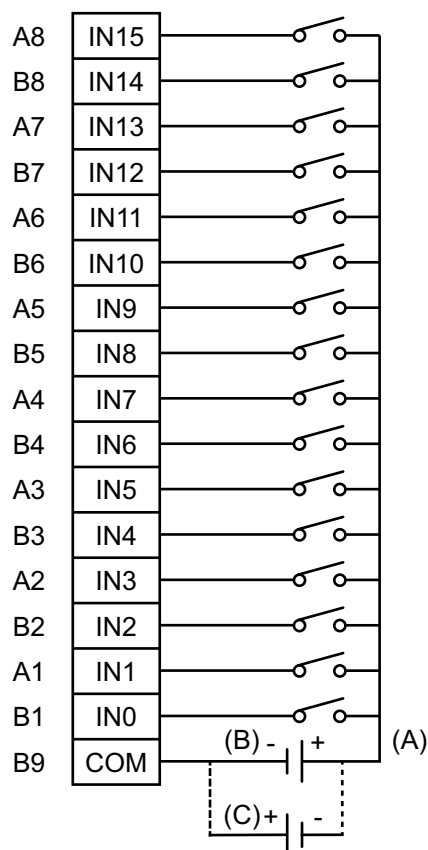 A8 IN15
B8 IN14
A7 IN13
B7 IN12
A6 IN11
B6 IN10
A5 IN9
B5 IN8
A4 IN7
B4 IN6
A3 IN5
B3 IN4
A2 IN3
B2 IN2
A1 IN1
B1 IN0
B9 COM (B) - + (A)
(C) + -